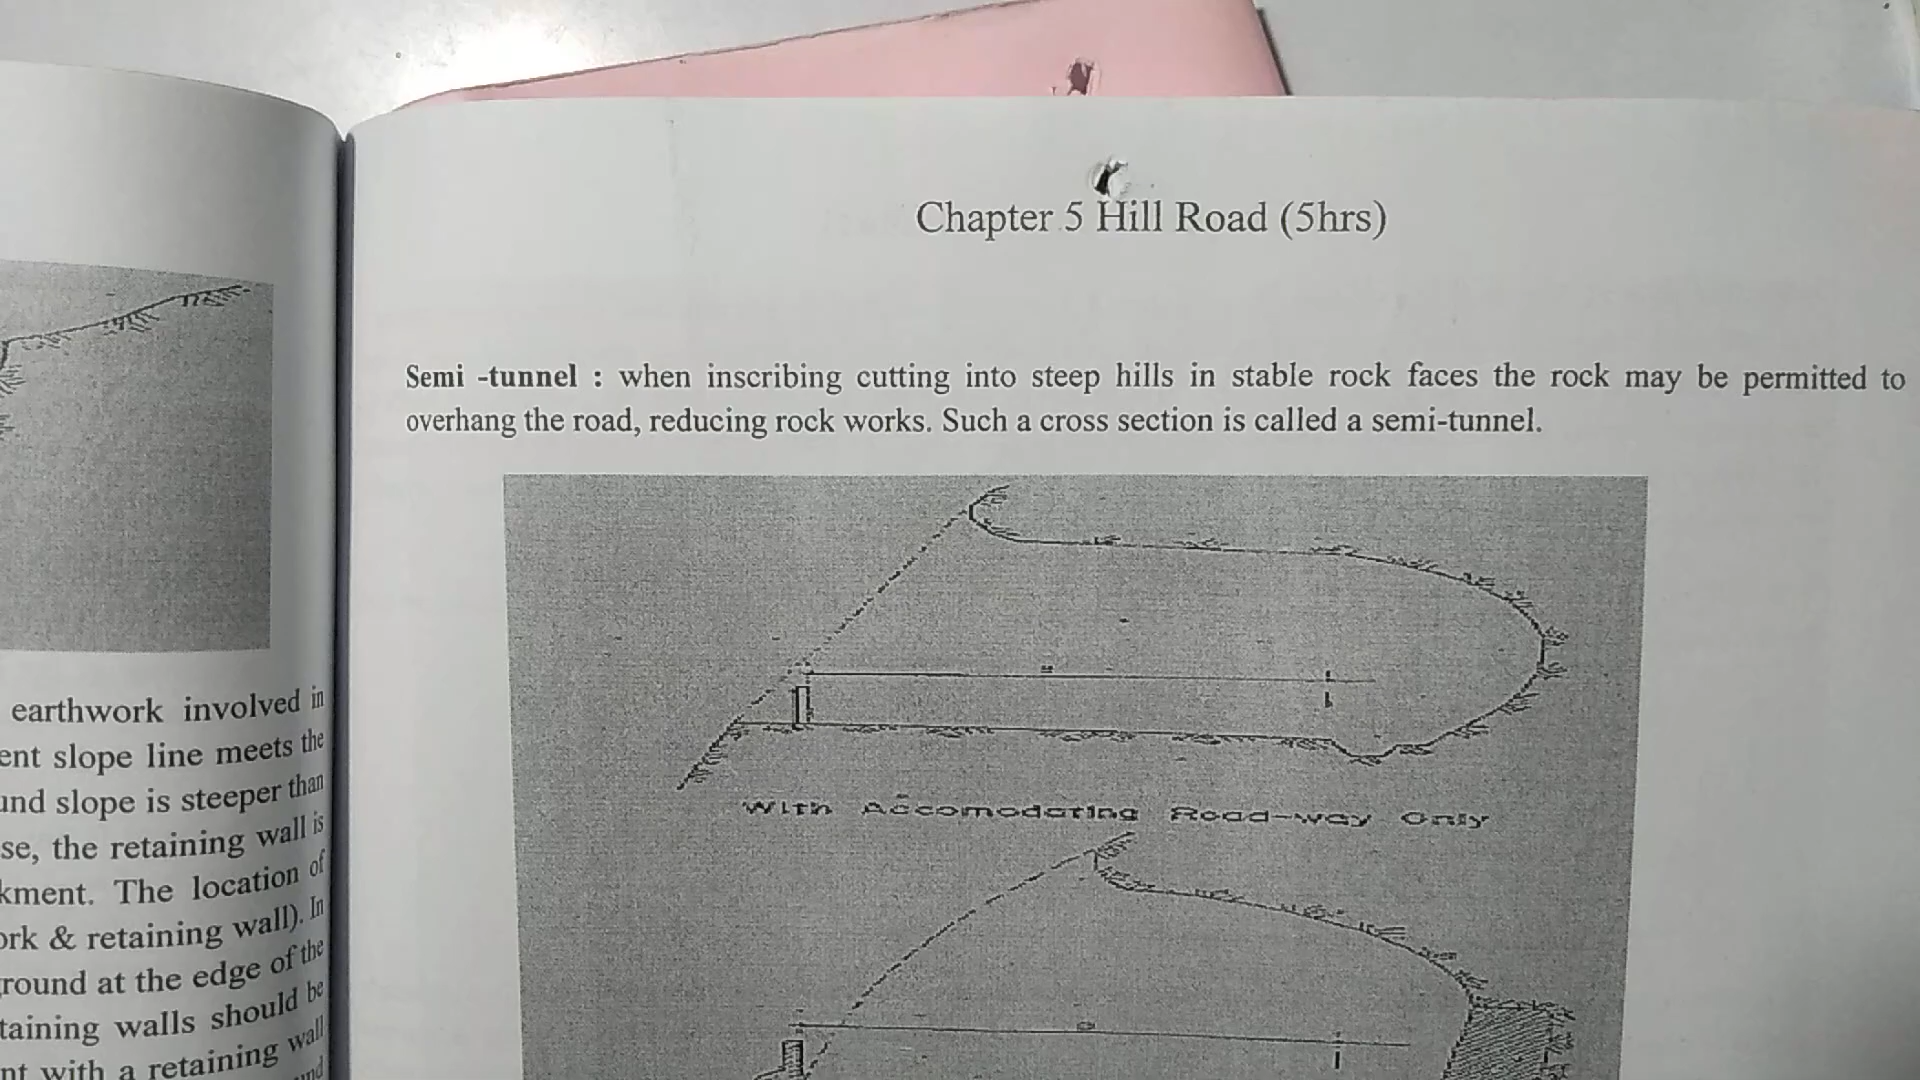 earthwork involved in
ent slope line meets the
und slope is steeper than
se, the retaining wall is
kment. The location of
ork & retaining wall). In
round at the edge of the
taining walls should be
nt with a retaining wall
Chapter 5 Hill Road (5hrs)
Semi -tunnel : when inscribing cutting into steep hills in stable rock faces the rock may be permitted to
overhang the road, reducing rock works. Such a cross section is called a semi-tunnel.
With Accomodating Road-way Only